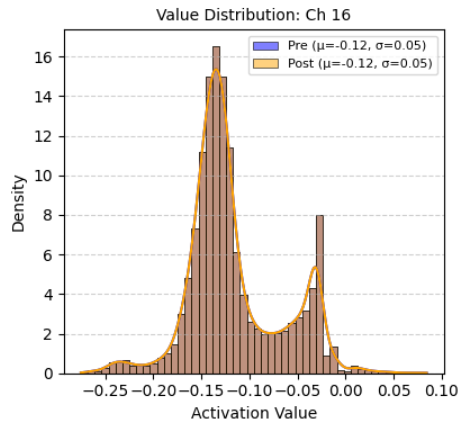 Value Distribution: Ch 16
Pre (μ=-0.12, σ=0.05)
Post (μ=-0.12, σ=0.05)
Density
16
14
12
10
8
6
4
2
0
−0.25 −0.20 −0.15 −0.10 −0.05 0.00 0.05 0.10
Activation Value